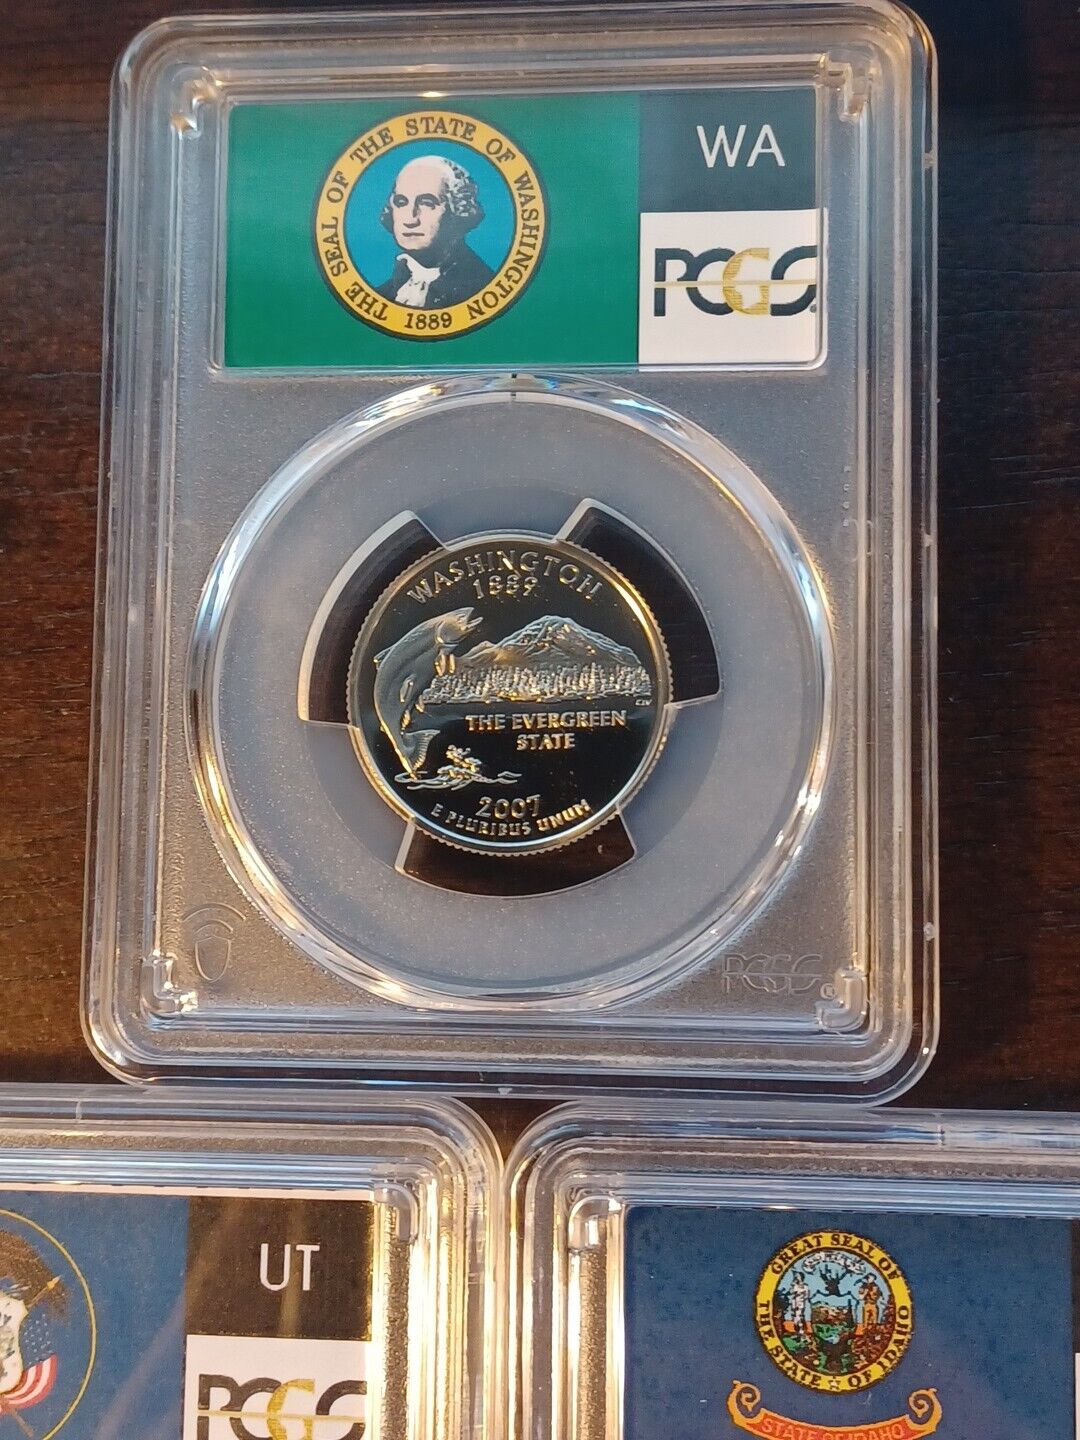 THE SEAL OF THE STATE OF WASHINGTON
1889
WA
PCGS
WASHINGTON
1889
CLV
THE EVERGREEN
STATE
2007
E PLURIBUS UNUM
PCGS
UT
PCGS
GREAT SEAL OF
THE STATE ☆ OF IDAHO
STATE OF IDAHO